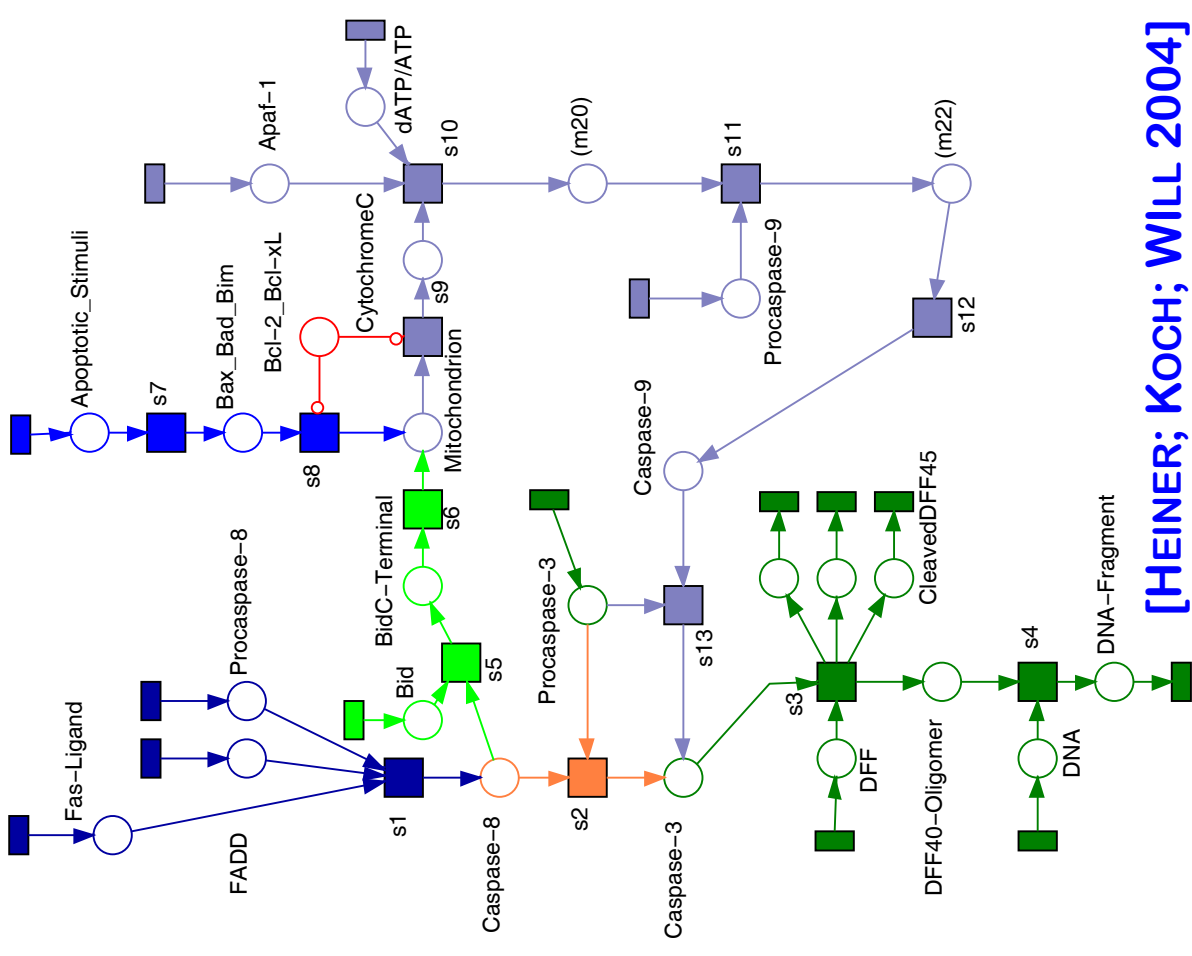 Fas-Ligand
FADD
Procaspase-8
Apoptotic_Stimuli
s7
Bax_Bad_Bim
Bcl-2_Bcl-xL
s8
Apaf-1
dATP/ATP
s10
CytochromeC
s9
Mitochondrion
s6
BidC-Terminal
Bid
s5
s1
Caspase-8
s2
Procaspase-3
(m20)
s11
Procaspase-9
(m22)
s12
Caspase-9
s13
Caspase-3
s3
DFF
CleavedDFF45
DFF40-Oligomer
s4
DNA
DNA-Fragment
[HEINER; KOCH; WILL 2004]